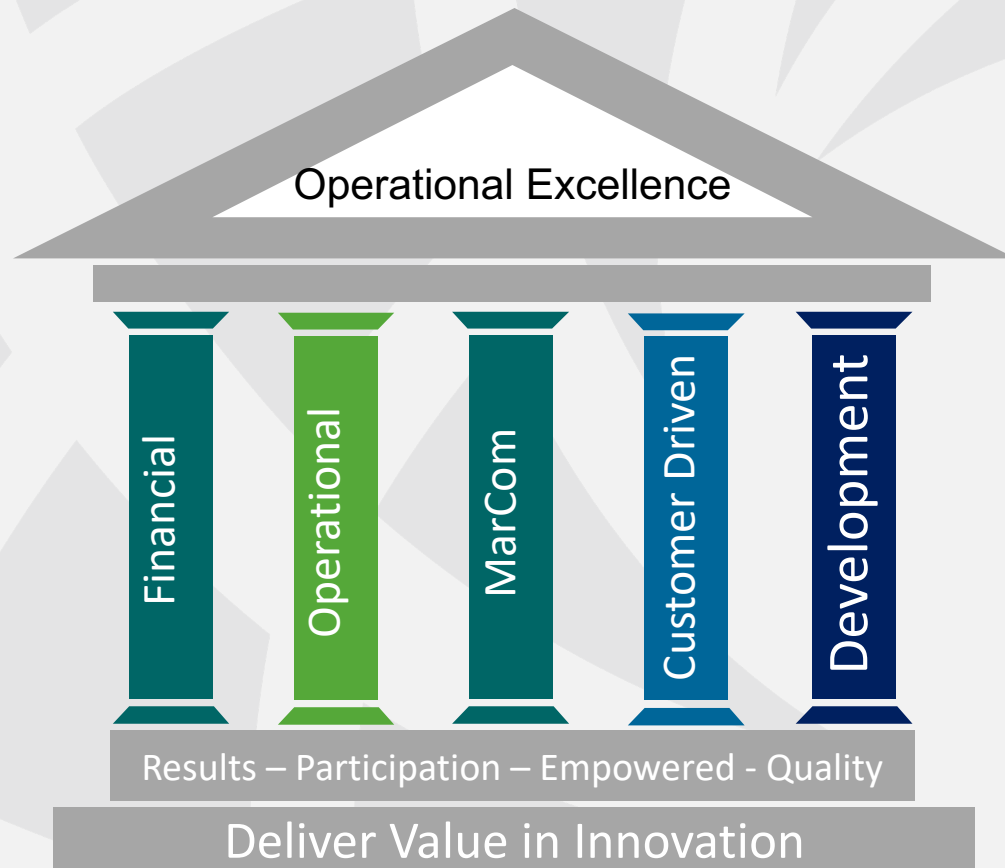 Operational Excellence
Financial
Operational
MarCom
Customer Driven
Development
Results – Participation – Empowered - Quality
Deliver Value in Innovation